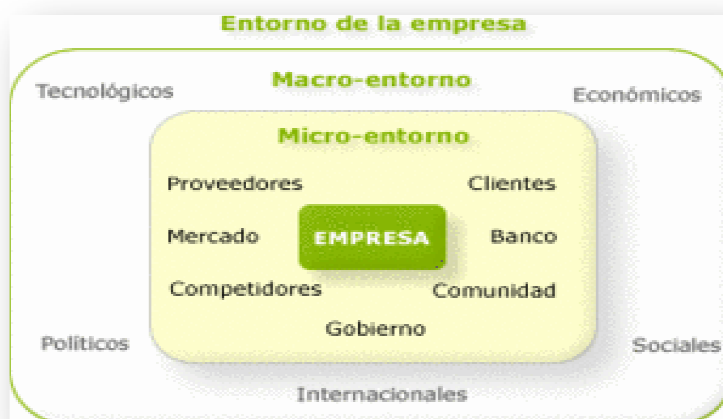 Entorno de la empresa
Macro-entorno
Tecnológicos
Económicos
Micro-entorno
Proveedores
Clientes
Mercado
EMPRESA
Banco
Competidores
Comunidad
Gobierno
Políticos
Sociales
Internacionales